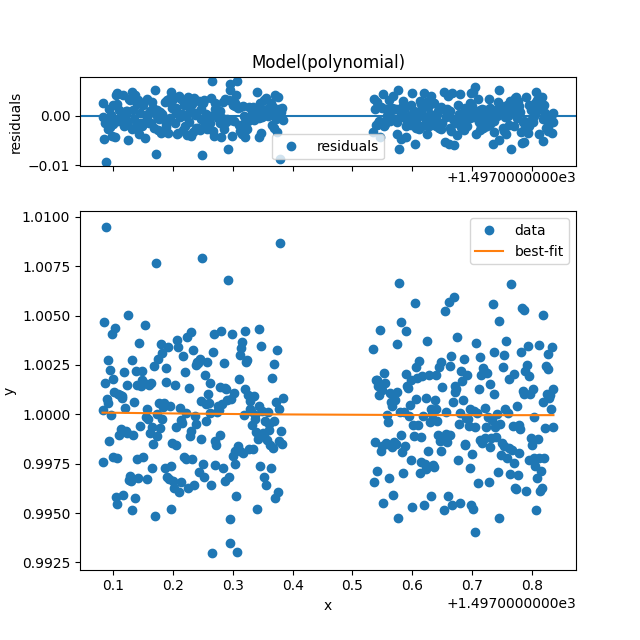 Model(polynomial)
residuals
0.00
−0.01
residuals
+1.4970000000e3
1.0100
1.0075
1.0050
1.0025
1.0000
0.9975
0.9950
0.9925
y
data
best-fit
0.1 0.2 0.3 0.4 0.5 0.6 0.7 0.8
x
+1.4970000000e3